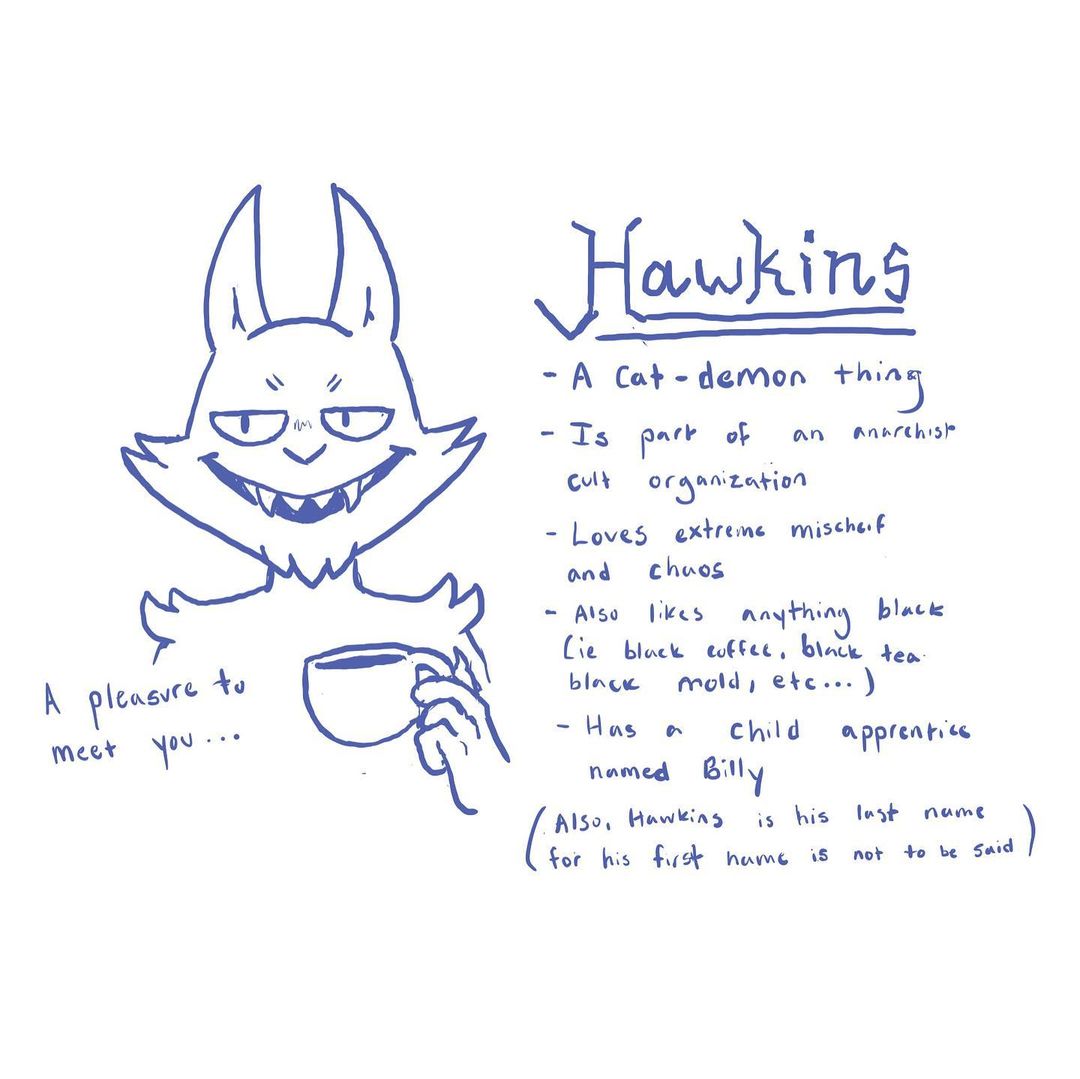 Hawkins
- A Cat-demon thing
- Is part of an anarchist
cult organization
- Loves extreme mischeif
and chaos
- Also likes anything black
(ie black coffee, black tea
black mold, etc...)
- Has a child apprentice
named Billy
(Also, Hawkins is his last name
for his first name is not to be said)
A pleasure to
meet you...